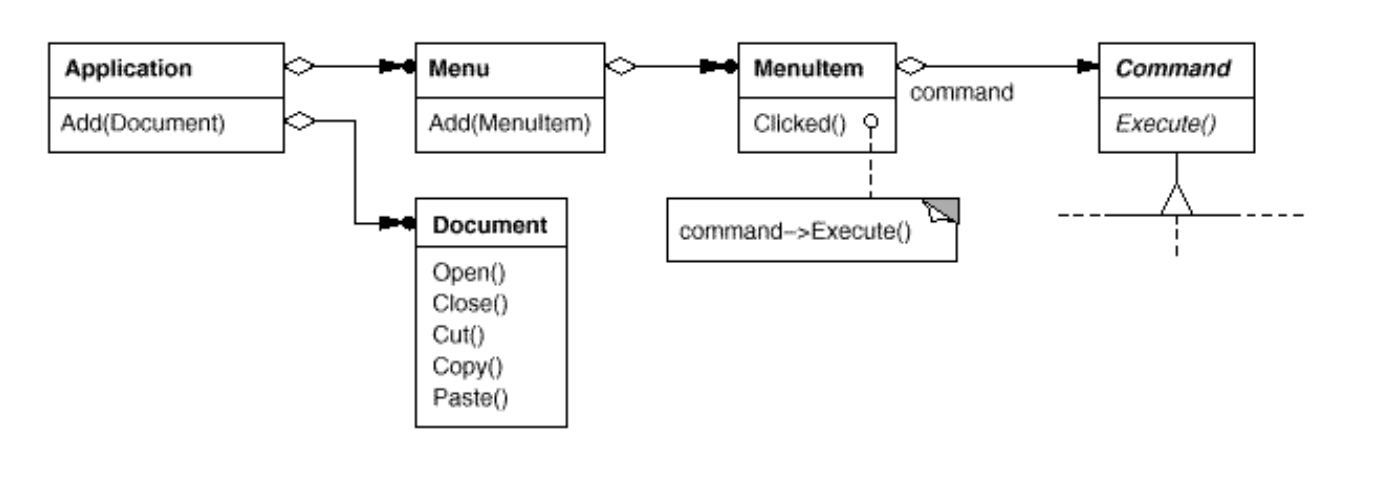 Application
Add(Document)
Menu
Add(MenuItem)
MenuItem
Clicked()
command
Command
Execute()
command–>Execute()
Document
Open()
Close()
Cut()
Copy()
Paste()